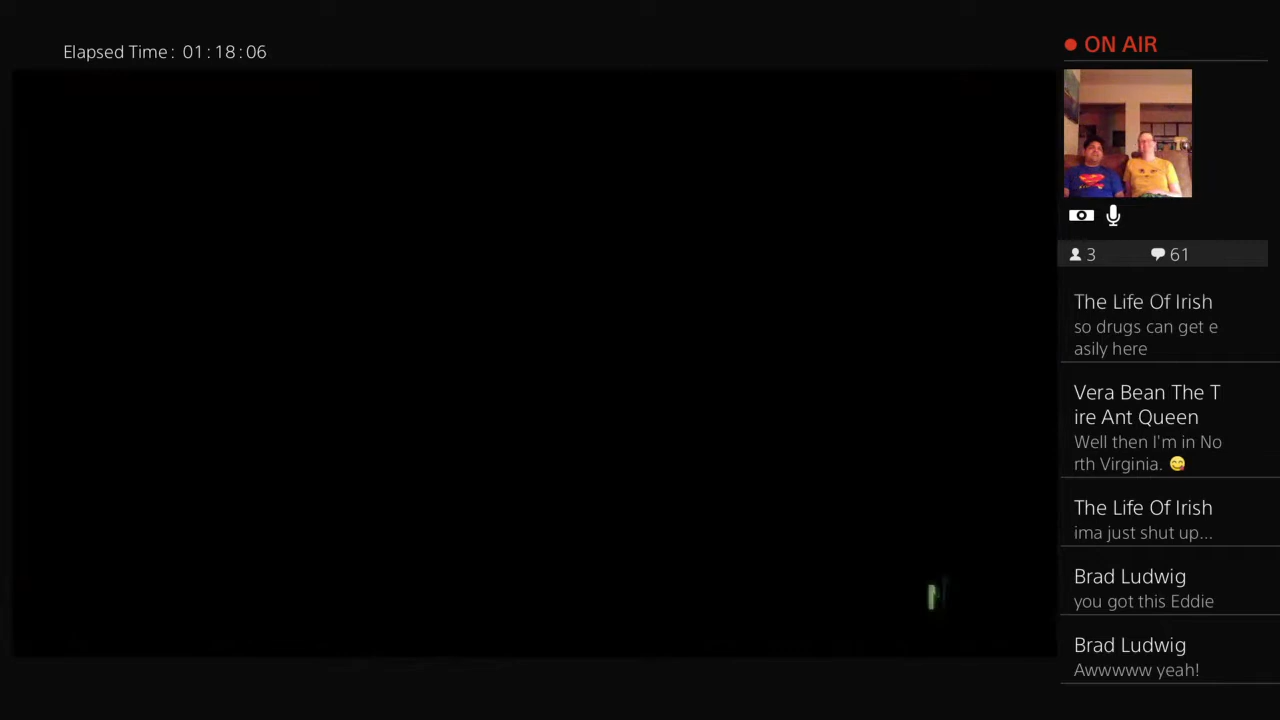 Elapsed Time: 01:18:06
ON AIR
3 61
The Life Of Irish
so drugs can get e
asily here
Vera Bean The T
ire Ant Queen
Well then I'm in No
rth Virginia. 😋
The Life Of Irish
ima just shut up...
Brad Ludwig
you got this Eddie
Brad Ludwig
Awwwww yeah!